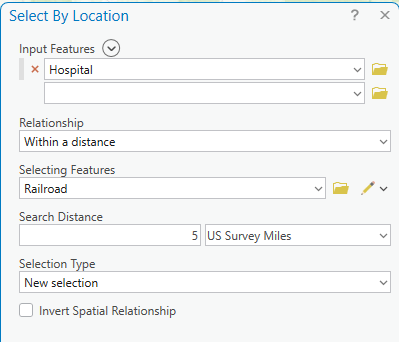 Select By Location ? ×
Input Features
Hospital
Relationship
Within a distance
Selecting Features
Railroad
Search Distance
5 US Survey Miles
Selection Type
New selection
Invert Spatial Relationship